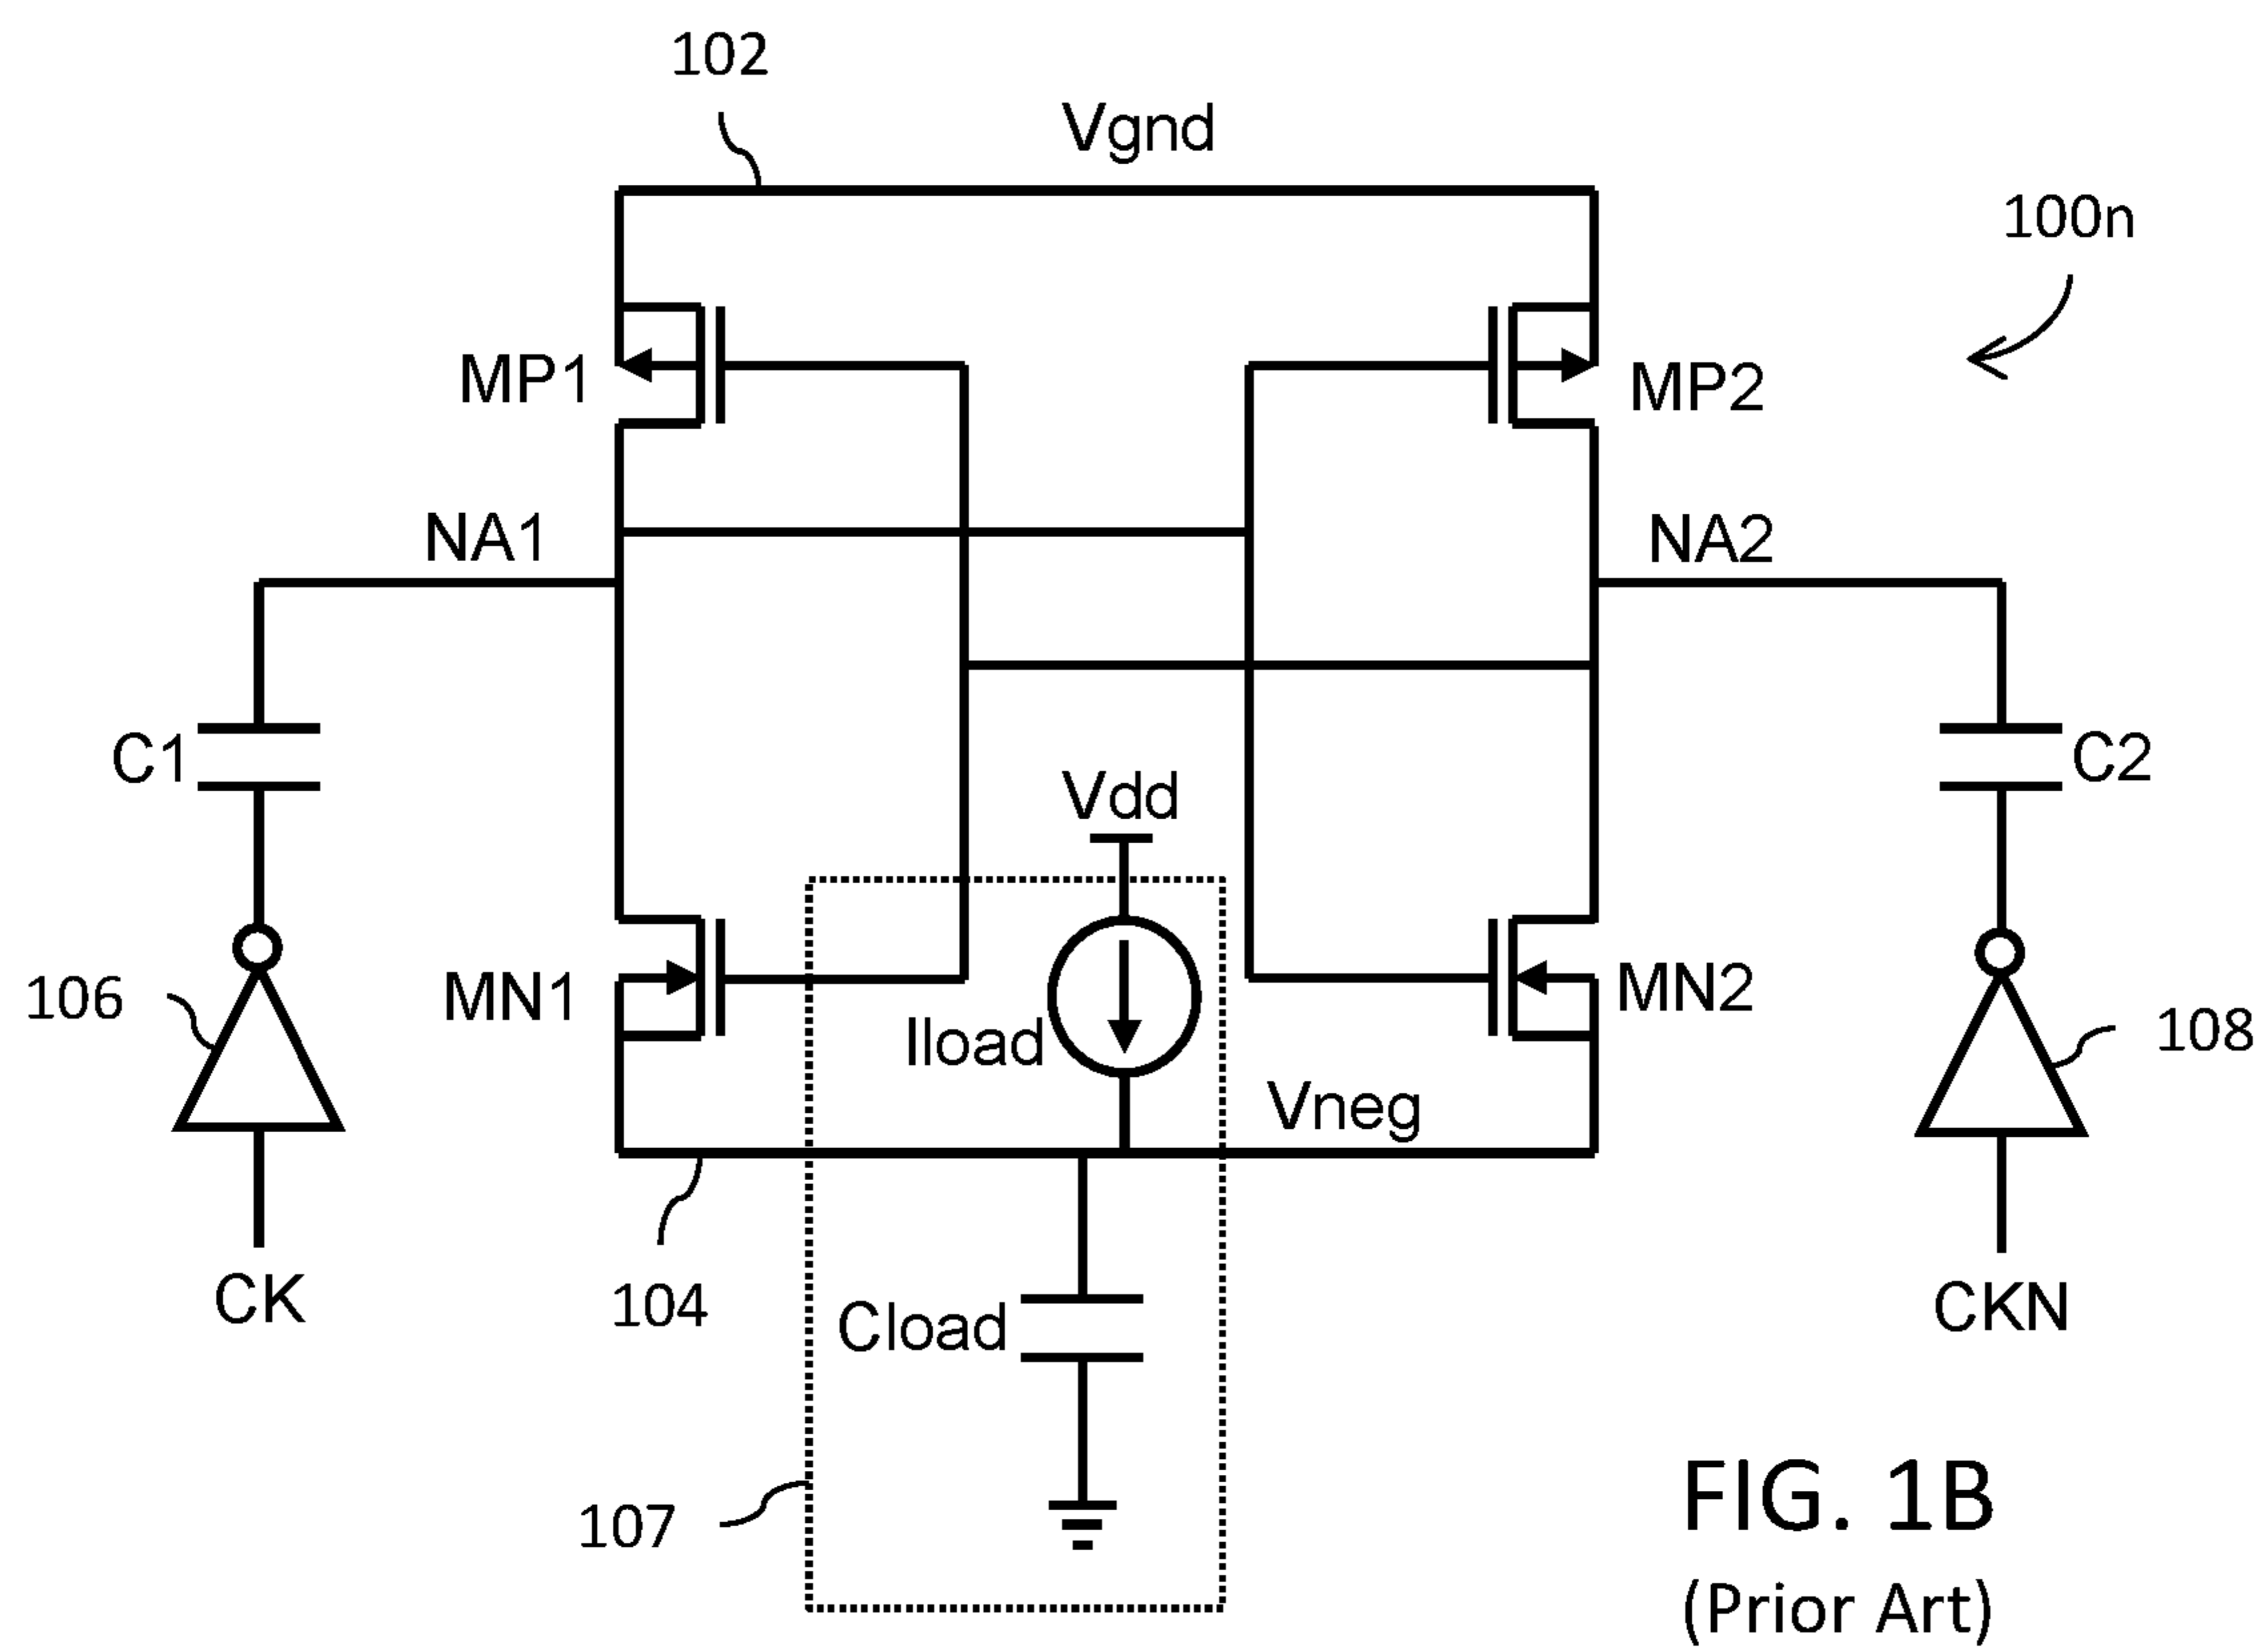 102
Vgnd
100n
MP1
MP2
NA1
NA2
C1
Vdd
C2
106
MN1
Iload
MN2
108
Vneg
CK
104
Cload
CKN
107
FIG. 1B
(Prior Art)